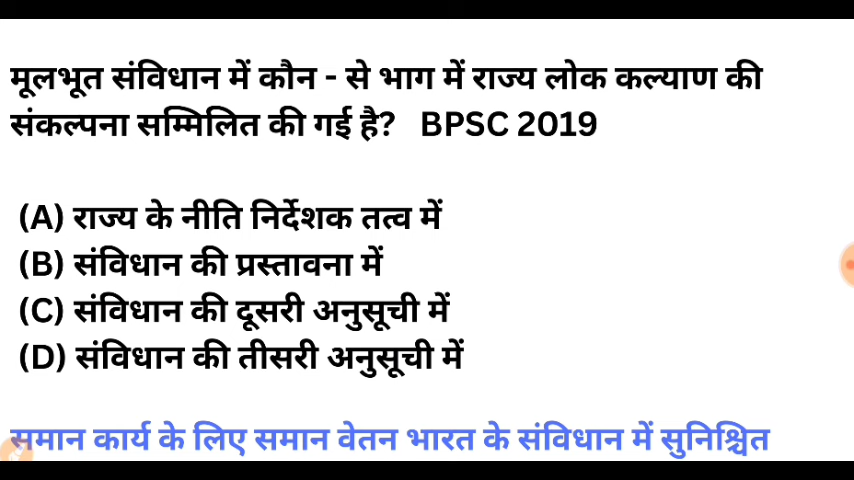 मूलभूत संविधान में कौन - से भाग में राज्य लोक कल्याण की
संकल्पना सम्मिलित की गई है? BPSC 2019
(A) राज्य के नीति निर्देशक तत्व में
(B) संविधान की प्रस्तावना में
(C) संविधान की दूसरी अनुसूची में
(D) संविधान की तीसरी अनुसूची में
समान कार्य के लिए समान वेतन भारत के संविधान में सुनिश्चित